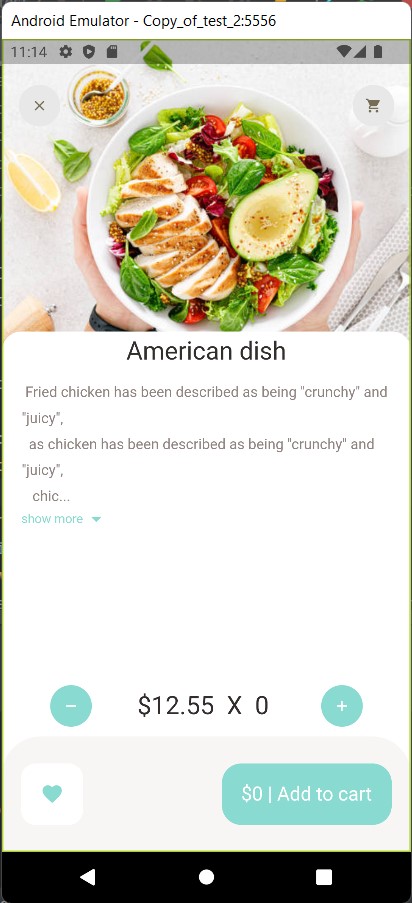 Android Emulator - Copy_of_test_2:5556
11:14
American dish
Fried chicken has been described as being "crunchy" and
"juicy",
as chicken has been described as being "crunchy" and
"juicy",
chic...
show more
$12.55 X 0
$0 | Add to cart